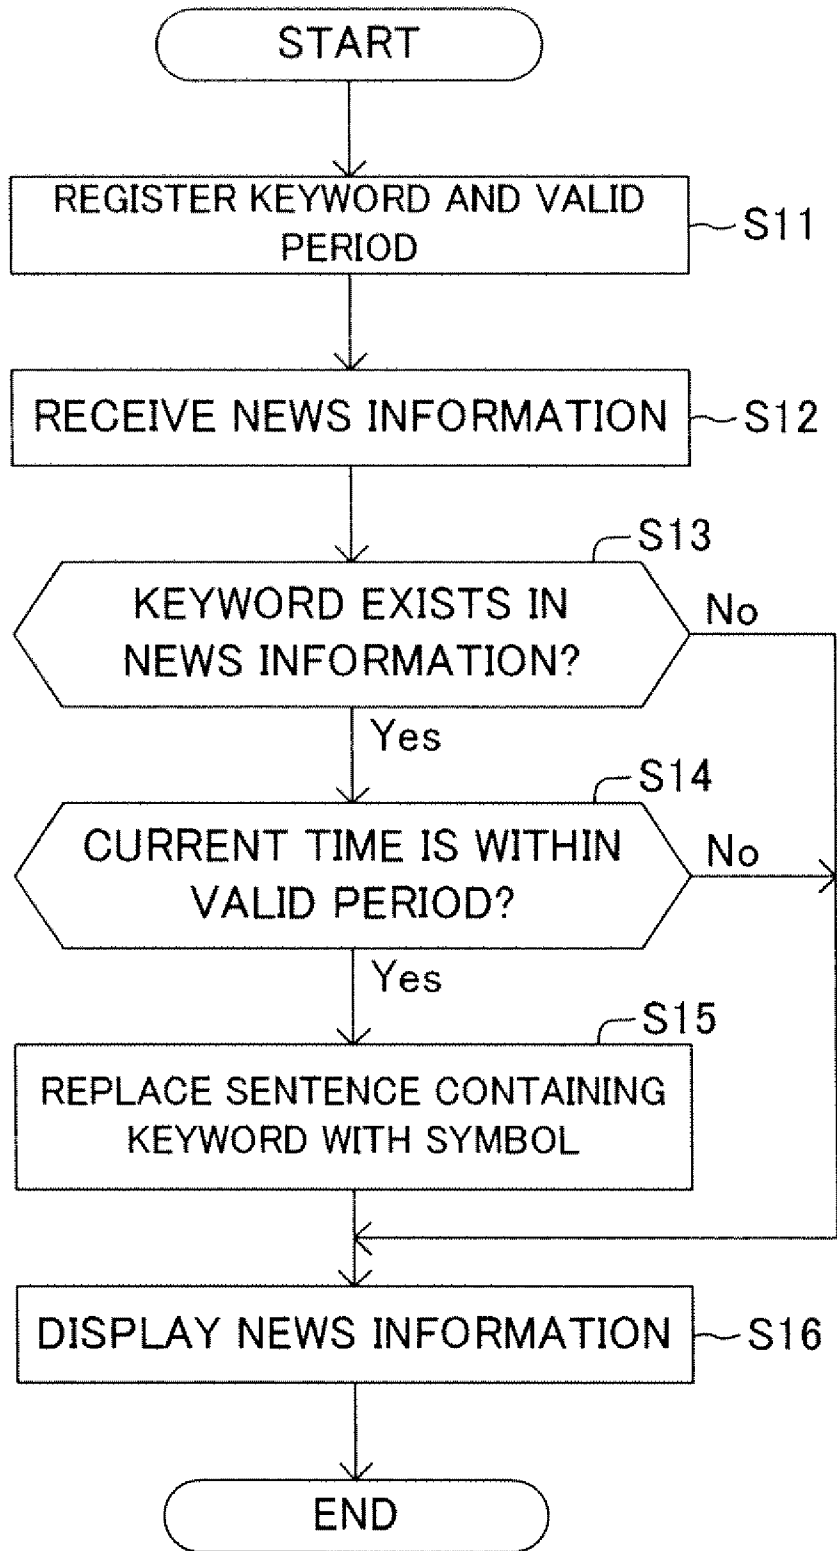 START
REGISTER KEYWORD AND VALID
PERIOD
S11
RECEIVE NEWS INFORMATION
S12
S13
KEYWORD EXISTS IN
NEWS INFORMATION?
No
Yes
S14
CURRENT TIME IS WITHIN
VALID PERIOD?
No
Yes
S15
REPLACE SENTENCE CONTAINING
KEYWORD WITH SYMBOL
DISPLAY NEWS INFORMATION
S16
END